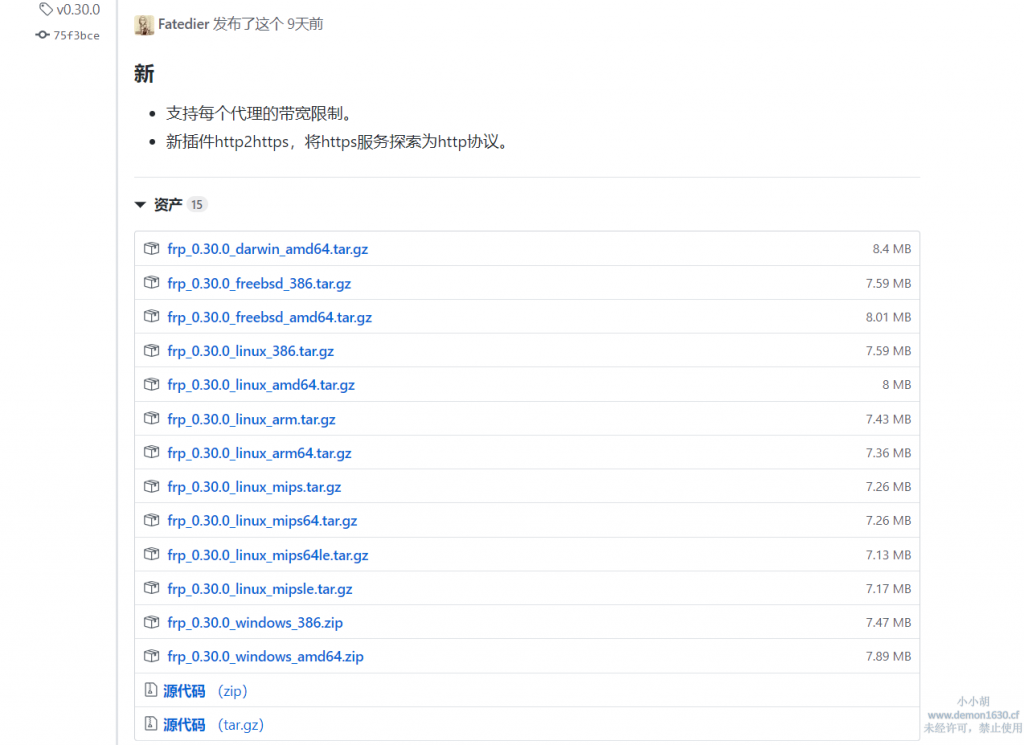 v0.30.0
75f3bce
Fatedier 发布了这个 9天前
新
支持每个代理的带宽限制。
新插件http2https，将https服务探索为http协议。
资产 15
frp_0.30.0_darwin_amd64.tar.gz 8.4 MB
frp_0.30.0_freebsd_386.tar.gz 7.59 MB
frp_0.30.0_freebsd_amd64.tar.gz 8.01 MB
frp_0.30.0_linux_386.tar.gz 7.59 MB
frp_0.30.0_linux_amd64.tar.gz 8 MB
frp_0.30.0_linux_arm.tar.gz 7.43 MB
frp_0.30.0_linux_arm64.tar.gz 7.36 MB
frp_0.30.0_linux_mips.tar.gz 7.26 MB
frp_0.30.0_linux_mips64.tar.gz 7.26 MB
frp_0.30.0_linux_mips64le.tar.gz 7.13 MB
frp_0.30.0_linux_mipsle.tar.gz 7.17 MB
frp_0.30.0_windows_386.zip 7.47 MB
frp_0.30.0_windows_amd64.zip 7.89 MB
源代码 （zip）
源代码 （tar.gz）
小小胡
www.demon1630.cf
未经许可，禁止使用